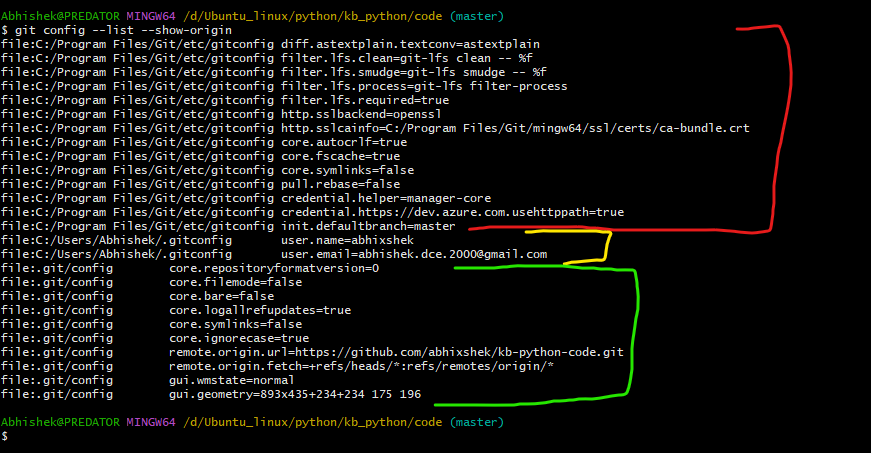 Abhishek@PREDATOR MINGW64 /d/Ubuntu_linux/python/kb_python/code (master)
$ git config --list --show-origin
file:C:/Program Files/Git/etc/gitconfig diff.astextplain.textconv=astextplain
file:C:/Program Files/Git/etc/gitconfig filter.lfs.clean=git-lfs clean -- %f
file:C:/Program Files/Git/etc/gitconfig filter.lfs.smudge=git-lfs smudge -- %f
file:C:/Program Files/Git/etc/gitconfig filter.lfs.process=git-lfs filter-process
file:C:/Program Files/Git/etc/gitconfig filter.lfs.required=true
file:C:/Program Files/Git/etc/gitconfig http.sslbackend=openssl
file:C:/Program Files/Git/etc/gitconfig http.sslcainfo=C:/Program Files/Git/mingw64/ssl/certs/ca-bundle.crt
file:C:/Program Files/Git/etc/gitconfig core.autocrlf=true
file:C:/Program Files/Git/etc/gitconfig core.fscache=true
file:C:/Program Files/Git/etc/gitconfig core.symlinks=false
file:C:/Program Files/Git/etc/gitconfig pull.rebase=false
file:C:/Program Files/Git/etc/gitconfig credential.helper=manager-core
file:C:/Program Files/Git/etc/gitconfig credential.https://dev.azure.com.usehttppath=true
file:C:/Program Files/Git/etc/gitconfig init.defaultbranch=master
file:C:/Users/Abhishek/.gitconfig user.name=abhixshek
file:C:/Users/Abhishek/.gitconfig user.email=abhishek.dce.2000@gmail.com
file:.git/config core.repositoryformatversion=0
file:.git/config core.filemode=false
file:.git/config core.bare=false
file:.git/config core.logallrefupdates=true
file:.git/config core.symlinks=false
file:.git/config core.ignorecase=true
file:.git/config remote.origin.url=https://github.com/abhixshek/kb-python-code.git
file:.git/config remote.origin.fetch=+refs/heads/*:refs/remotes/origin/*
file:.git/config gui.wmstate=normal
file:.git/config gui.geometry=893x435+234+234 175 196
Abhishek@PREDATOR MINGW64 /d/Ubuntu_linux/python/kb_python/code (master)
$